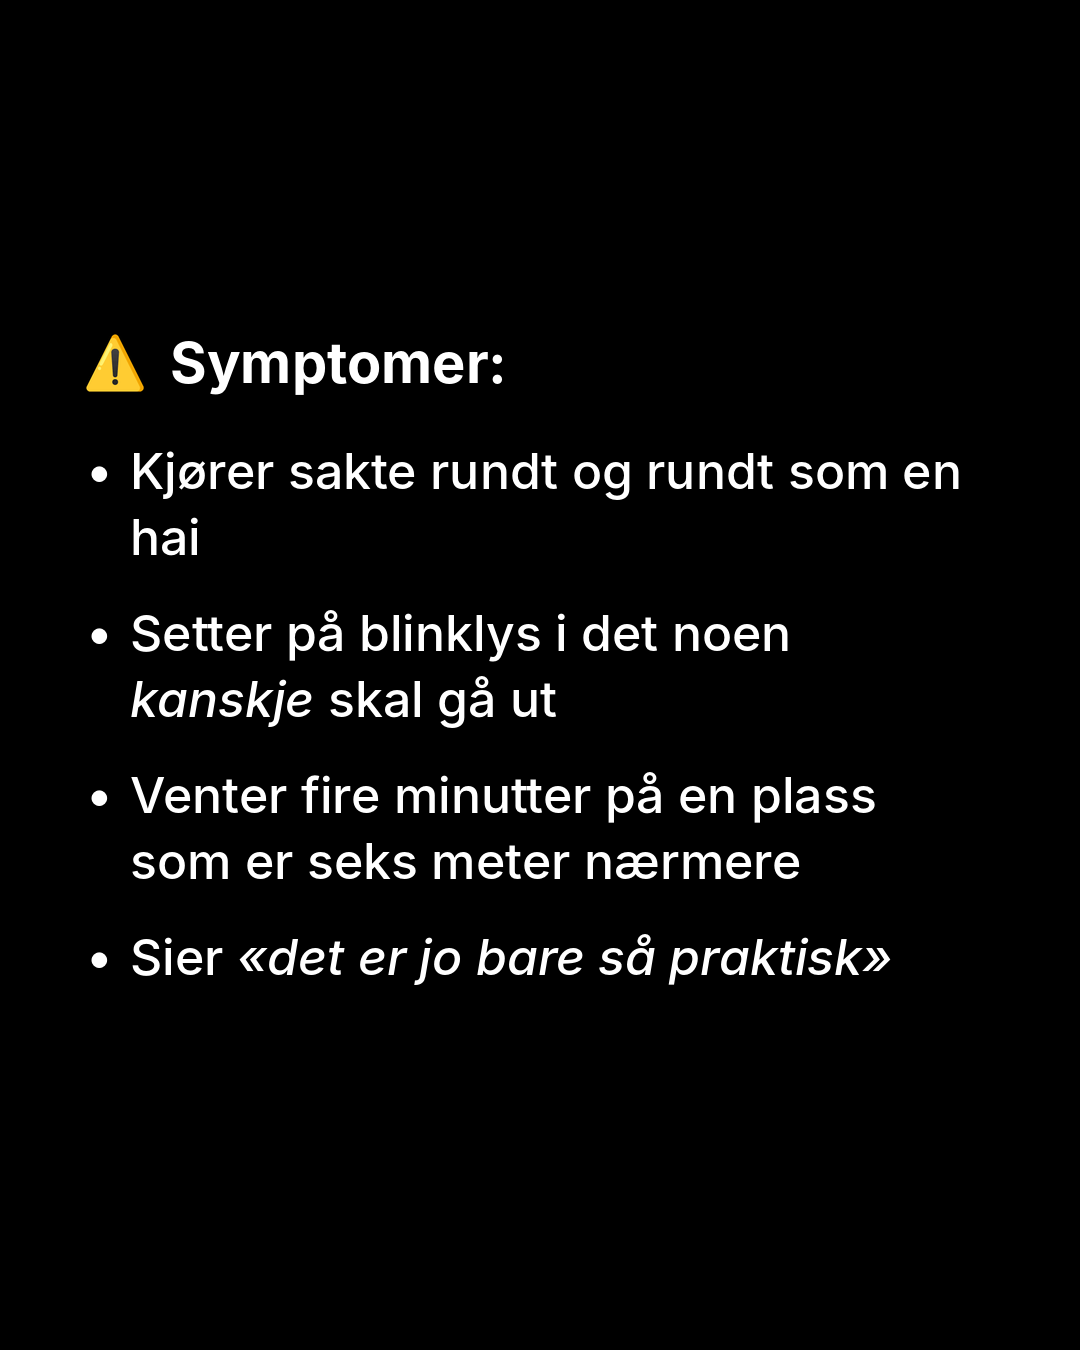 ⚠️ Symptomer:
• Kjører sakte rundt og rundt som en
hai
• Setter på blinklys i det noen
kanskje skal gå ut
• Venter fire minutter på en plass
som er seks meter nærmere
• Sier «det er jo bare så praktisk»